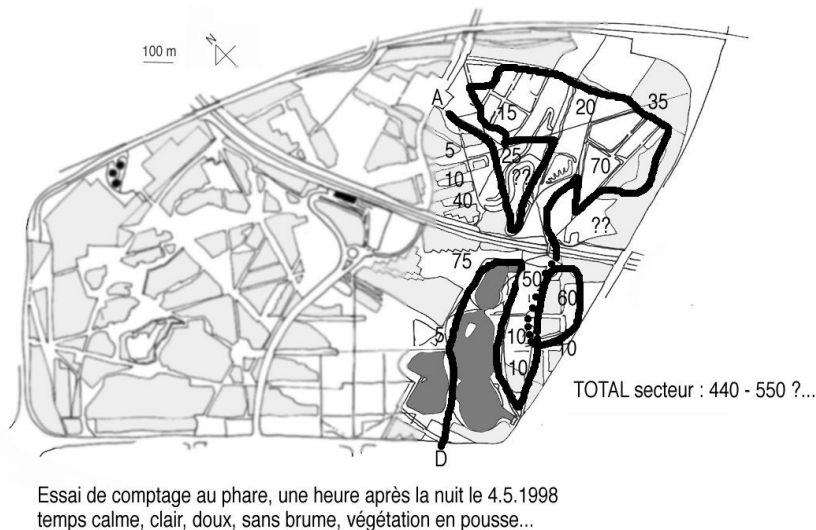 100 m
N
A
15
20
35
5
25
??
10
70
40
??
75
50
60
5
10
10
10
TOTAL secteur : 440 - 550 ?...
D
Essai de comptage au phare, une heure après la nuit le 4.5.1998
temps calme, clair, doux, sans brume, végétation en pousse...